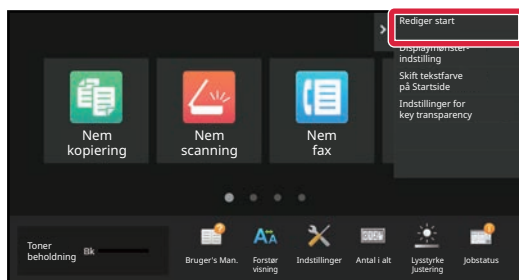 Rediger start
Displaymønster-
indstilling
Skift tekstfarve
på Startside
Indstillinger for
key transparency
Nem
kopiering
Nem
scanning
Nem
fax
Toner
beholdning
Bk
Bruger's Man.
Forstør
visning
Indstillinger
Antal i alt
Lysstyrke
Justering
Jobstatus